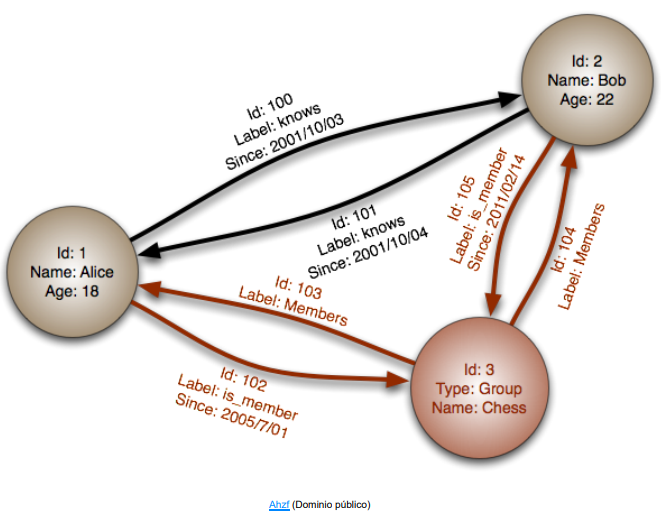 Id: 2
Name: Bob
Age: 22
Id: 100
Label: knows
Since: 2001/10/03
Id: 101
Label: knows
Since: 2001/10/04
Id: 105
Label: is_member
Since: 2011/02/14
Id: 104
Label: Members
Id: 1
Name: Alice
Age: 18
Id: 103
Label: Members
Id: 102
Label: is_member
Since: 2005/7/01
Id: 3
Type: Group
Name: Chess
Ahzf (Dominio público)